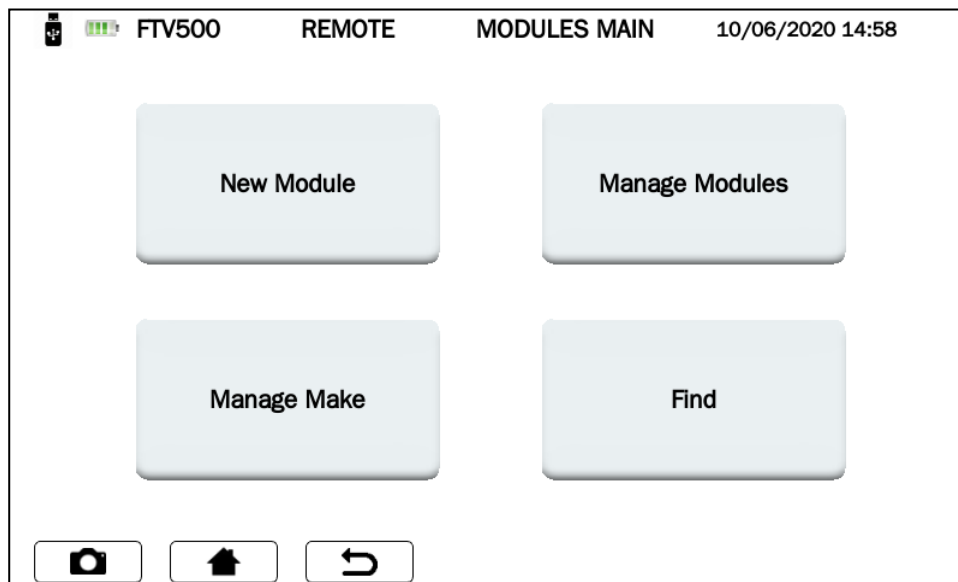 FTV500 REMOTE MODULES MAIN 10/06/2020 14:58
New Module Manage Modules
Manage Make Find